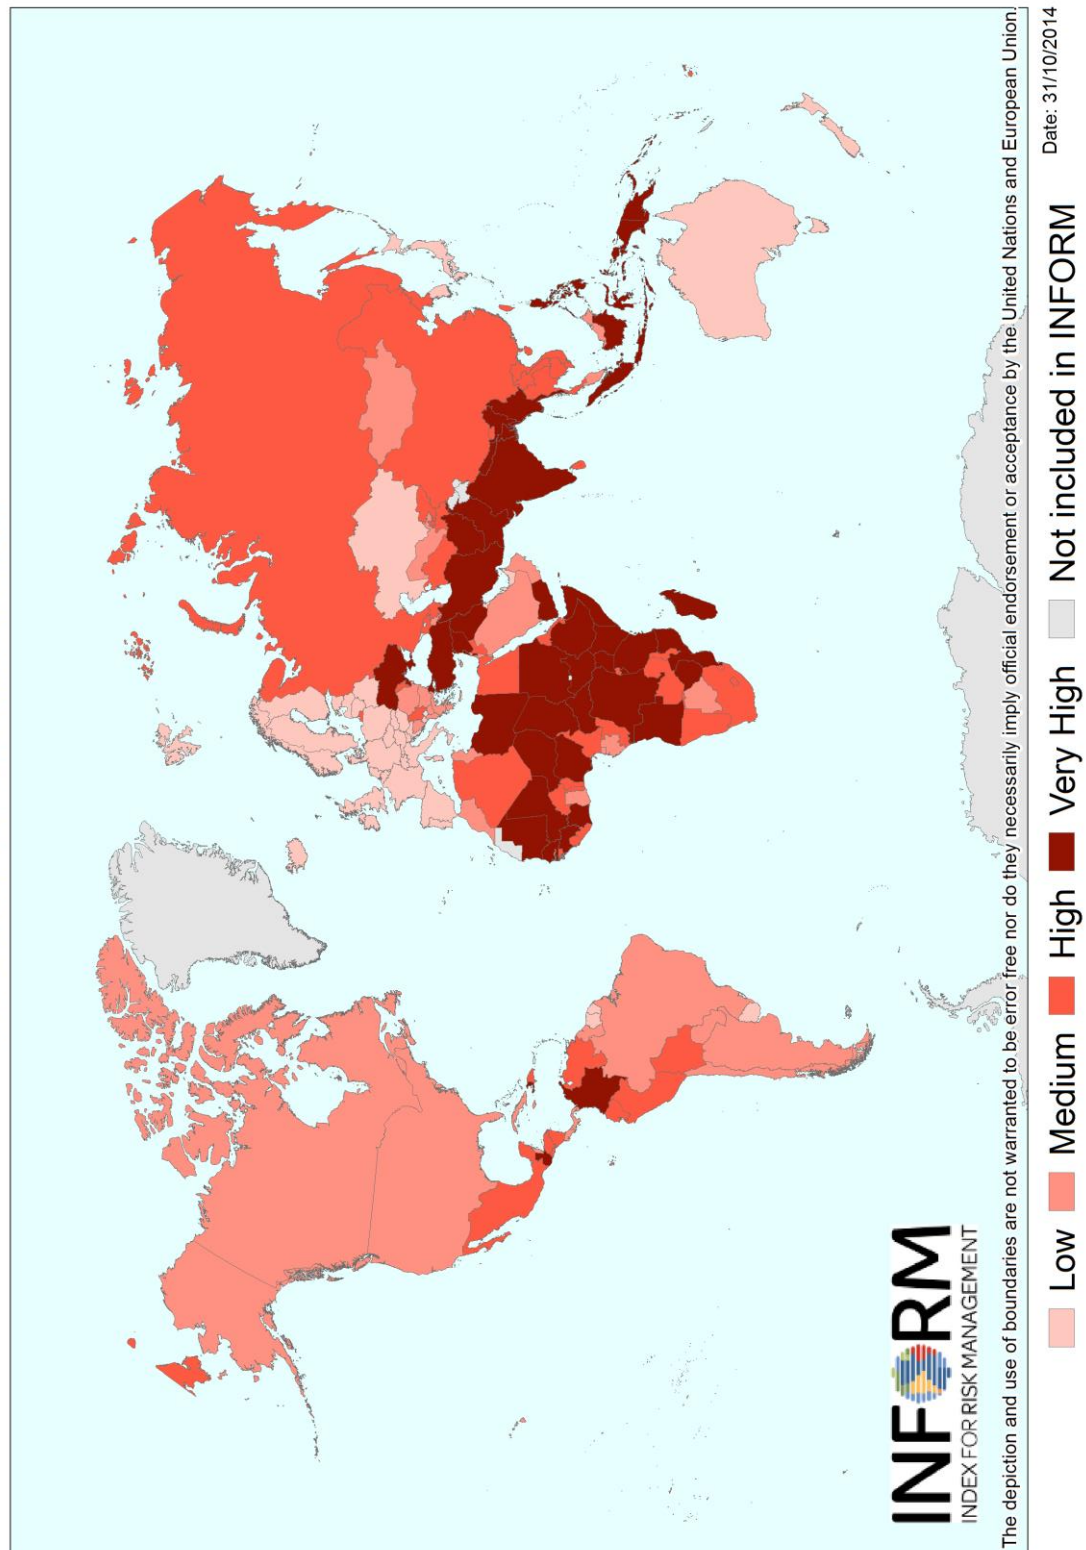 INFORM
INDEX FOR RISK MANAGEMENT
The depiction and use of boundaries are not warranted to be error free nor do they necessarily imply official endorsement or acceptance by the United Nations and European Union.
Date: 31/10/2014
Low Medium High Very High Not included in INFORM